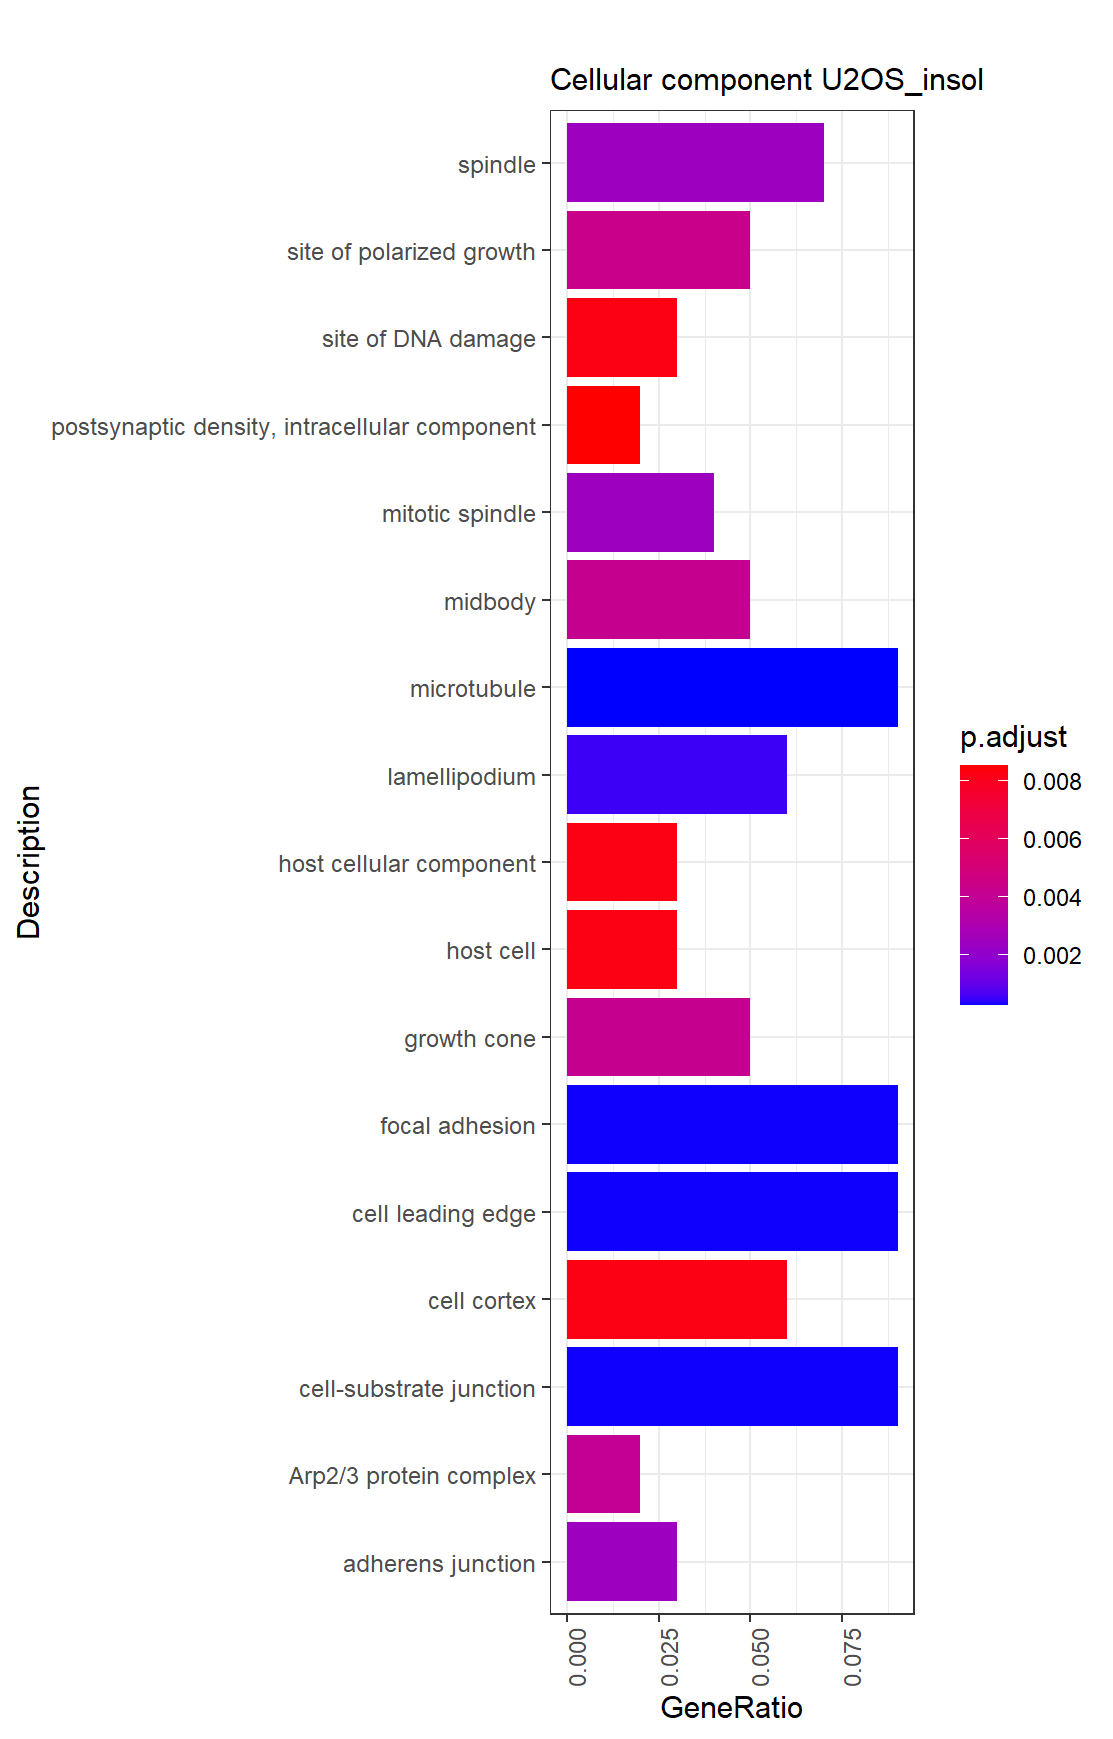 Cellular component U2OS_insol
spindle
site of polarized growth
site of DNA damage
postsynaptic density, intracellular component
mitotic spindle
midbody
microtubule
lamellipodium
host cellular component
host cell
growth cone
focal adhesion
cell leading edge
cell cortex
cell-substrate junction
Arp2/3 protein complex
adherens junction
Description
0.000
0.025
0.050
0.075
GeneRatio
p.adjust
0.008
0.006
0.004
0.002